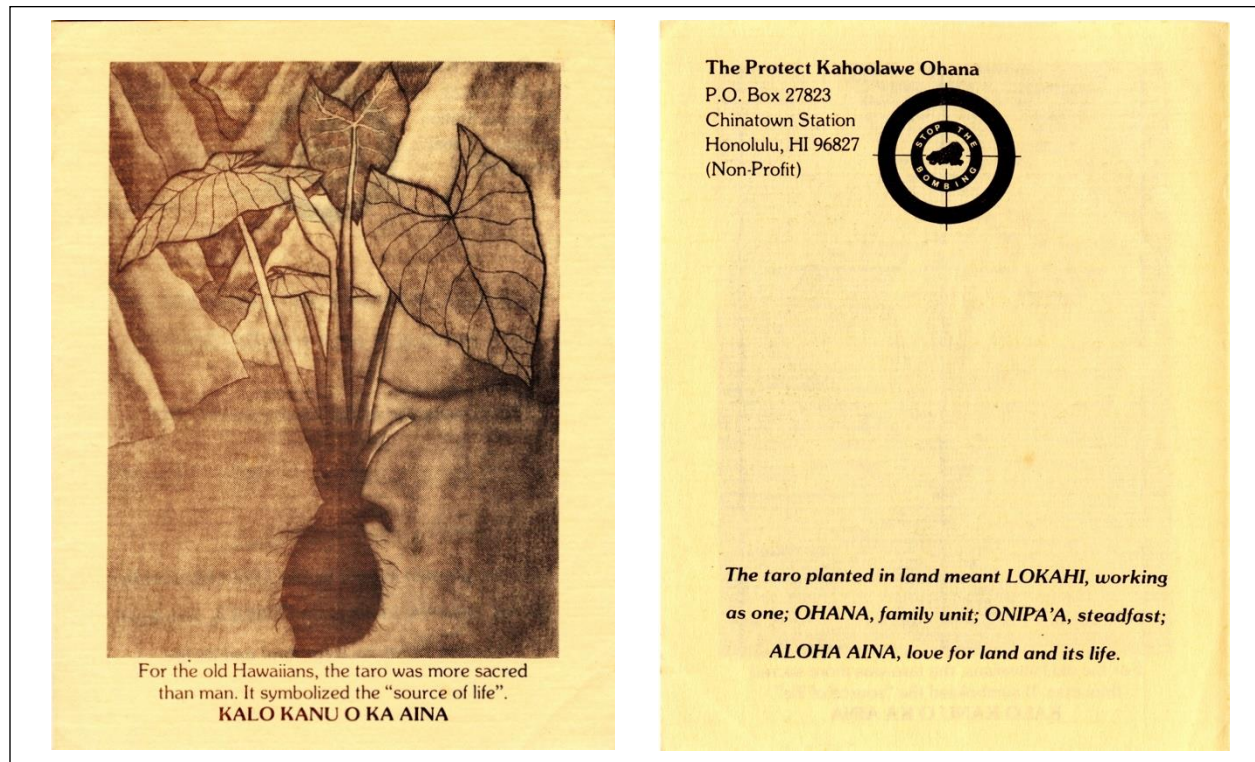 For the old Hawaiians, the taro was more sacred
than man. It symbolized the “source of life”.
KALO KANU O KA AINA
The Protect Kahoolawe Ohana
P.O. Box 27823
Chinatown Station
Honolulu, HI 96827
(Non-Profit)
STOP THE
BOMBING
The taro planted in land meant LOKAHI, working
as one; OHANA, family unit; ONIPA'A, steadfast;
ALOHA AINA, love for land and its life.